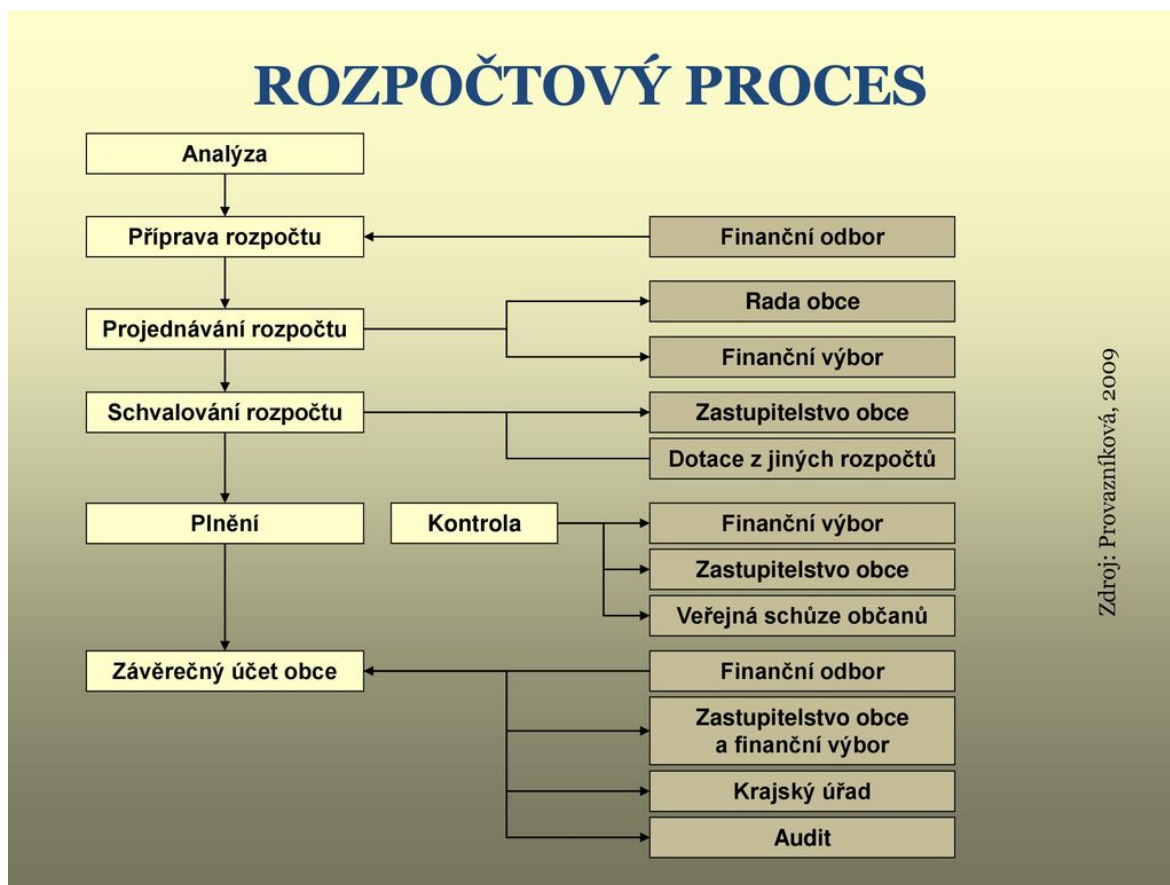 ROZPOČTOVÝ PROCES
Analýza
Příprava rozpočtu
Finanční odbor
Projednávání rozpočtu
Rada obce
Finanční výbor
Schvalování rozpočtu
Zastupitelstvo obce
Dotace z jiných rozpočtů
Plnění
Kontrola
Finanční výbor
Zastupitelstvo obce
Veřejná schůze občanů
Závěrečný účet obce
Finanční odbor
Zastupitelstvo obce
a finanční výbor
Krajský úřad
Audit
Zdroj: Provazníková, 2009